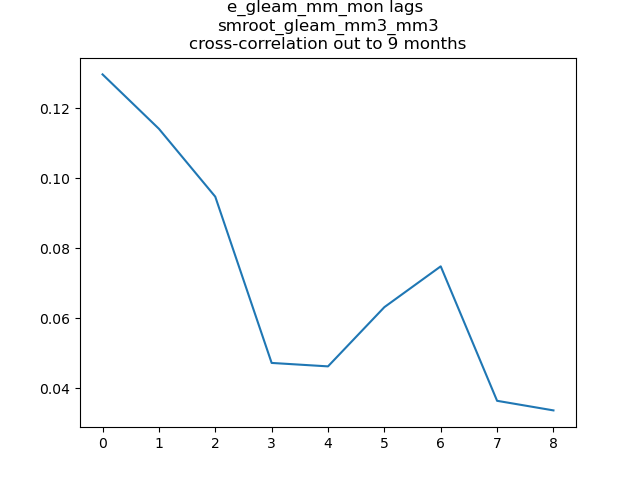 e_gleam_mm_mon lags
smroot_gleam_mm3_mm3
cross-correlation out to 9 months
0.12
0.10
0.08
0.06
0.04
0 1 2 3 4 5 6 7 8